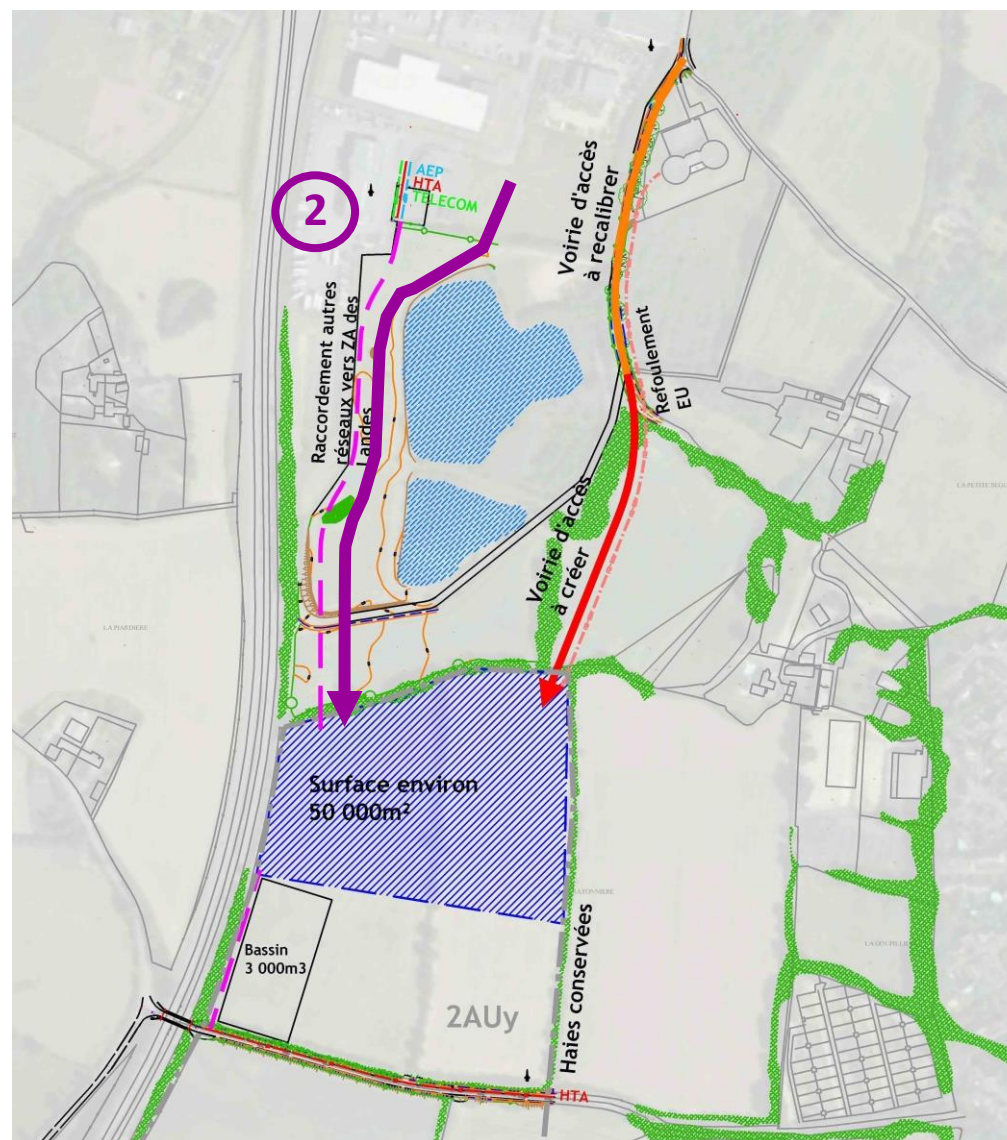 AEP
HTA
TELECOM
2
Voirie d'accès
à recalibrer
Raccordement autres
réseaux vers ZA des
Landes
Refoulement
EU
Voirie d'accès
à créer
LA PIARDIERE
Surface environ
50 000m²
Bassin
3 000m3
2AUy
Haies conservées
HTA